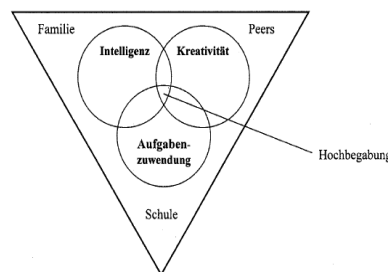 Familie
Peers
Intelligenz
Kreativität
Aufgaben-
zuwendung
Hochbegabung
Schule